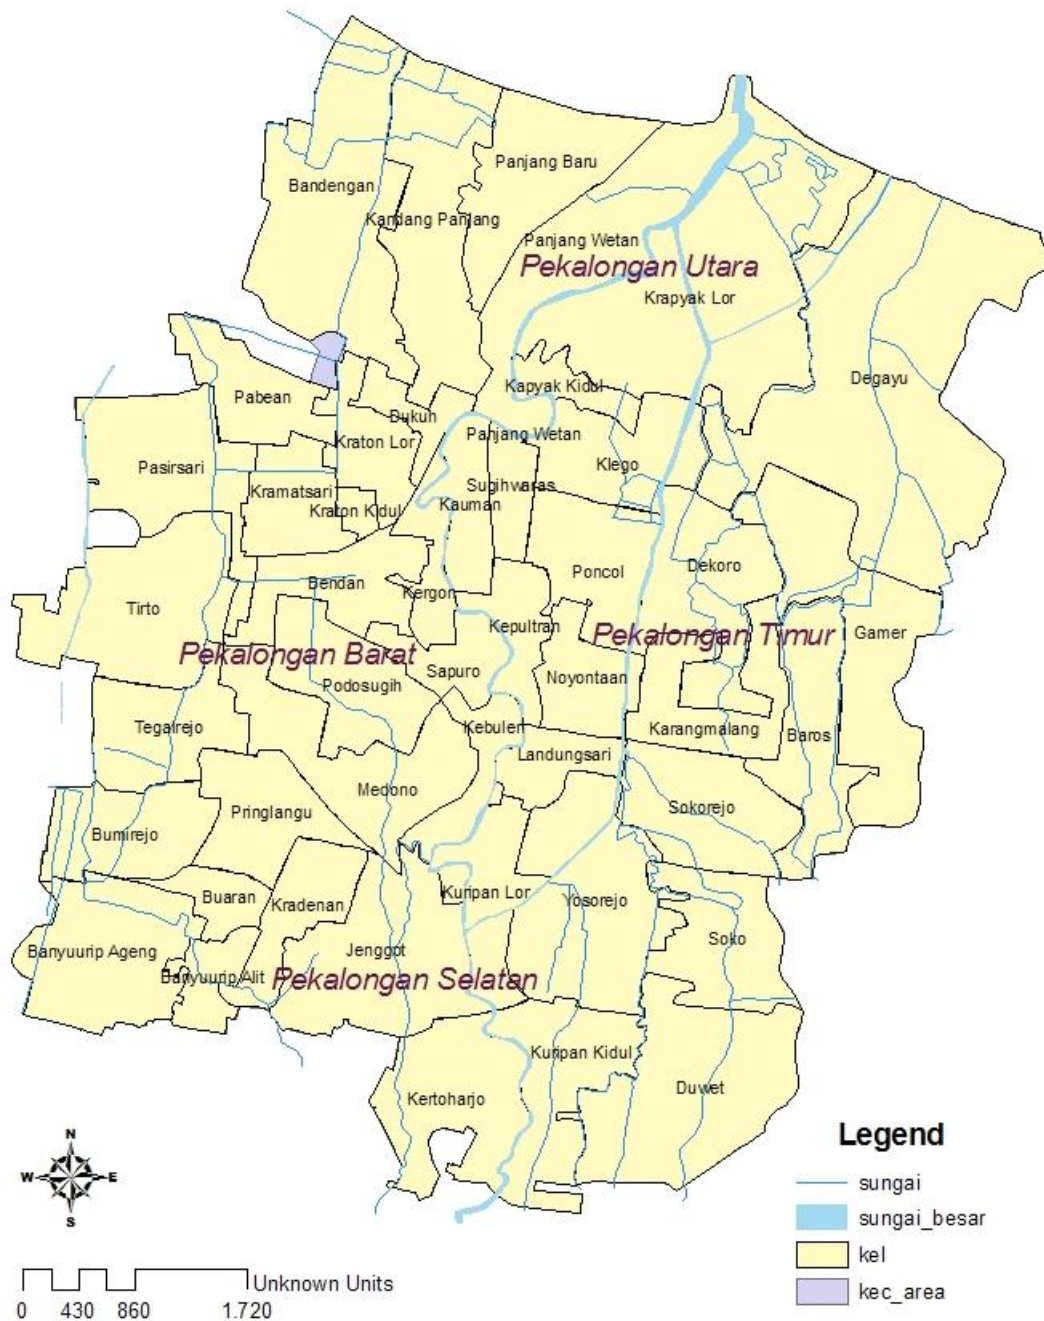 Panjang Baru
Bandengan
Kandang Panjang
Panjang Wetan
Pekalongan Utara
Krapyak Lor
Degayu
Kapyak Kidul
Pabean
Bukuh
Panjang Wetan
Kraton Lor
Pasirsari
Klego
Kramatsari
Sugihwaras
Kauman
Kraton Kidul
Dekoro
Poncol
Bendan
Kergon
Tirto
Kepultran
Pekalongan Timur
Gamer
Pekalongan Barat
Sapuro
Noyontaan
Podosugih
Tegalrejo
Kebulen
Karangmalang
Baros
Landungsari
Medono
Sokorejo
Pringlangu
Bumirejo
Buaran
Kradenan
Kuripan Lor
Yosorejo
Soko
Banyuurip Ageng
Jenggot
Banyuurip Alit
Pekalongan Selatan
Kuripan Kidul
Duwet
Kertoharjo
N
W E
S
Legend
sungai
sungai_besar
kel
kec_area
Unknown Units
0 430 860 1.720